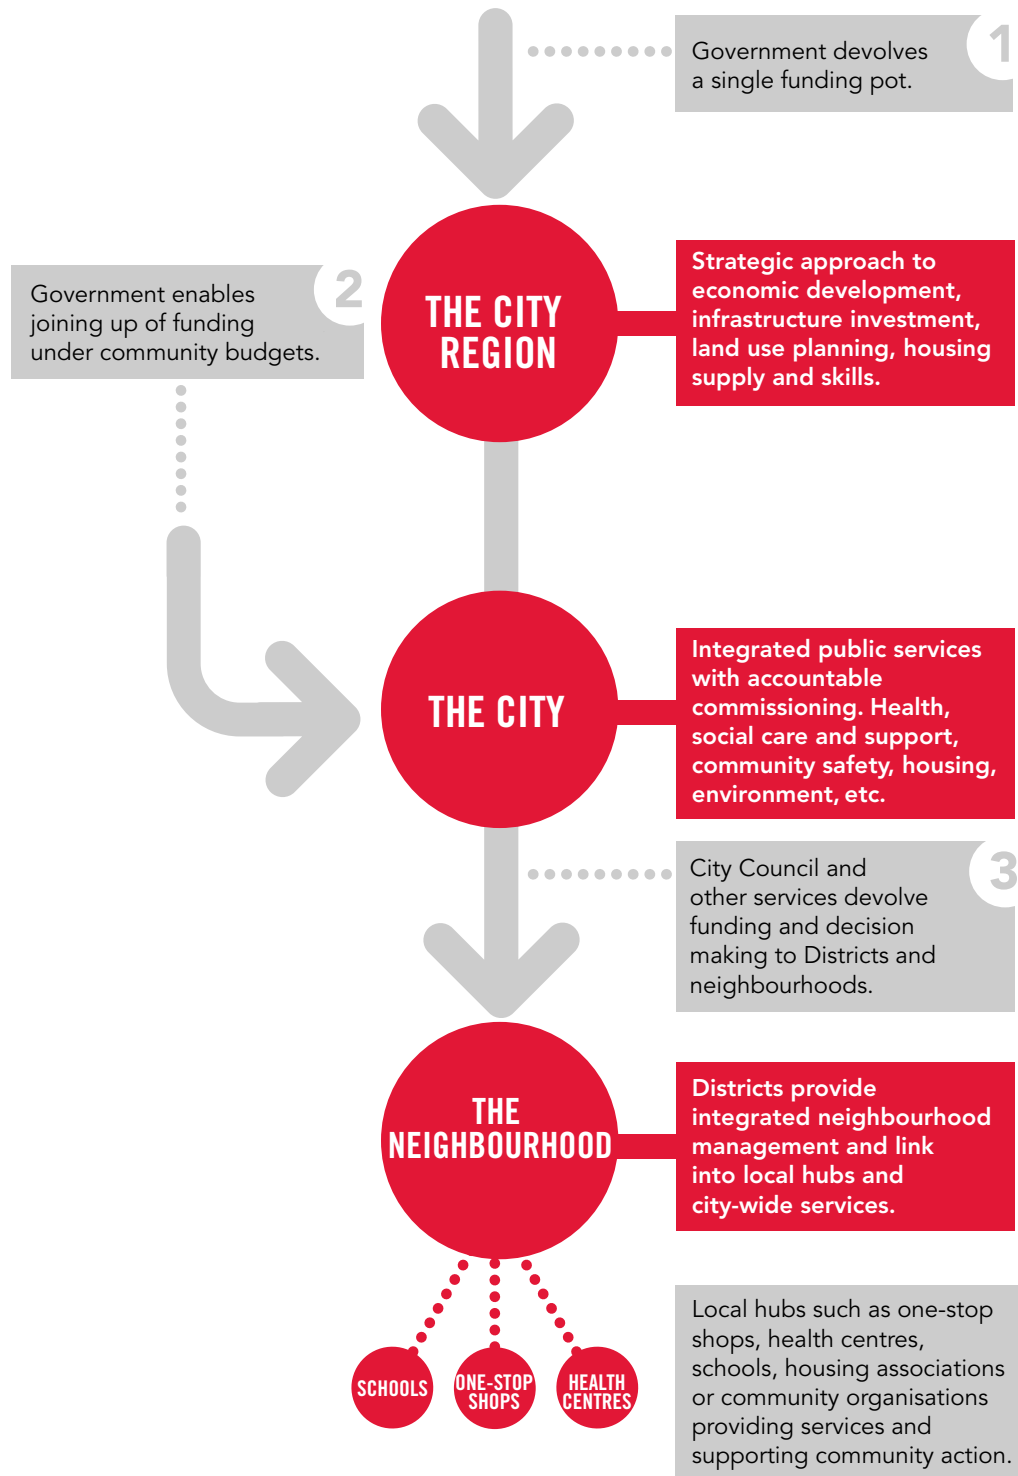 Government devolves
a single funding pot.
1
Government enables
joining up of funding
under community budgets.
2
THE CITY
REGION
Strategic approach to
economic development,
infrastructure investment,
land use planning, housing
supply and skills.
THE CITY
Integrated public services
with accountable
commissioning. Health,
social care and support,
community safety, housing,
environment, etc.
City Council and
other services devolve
funding and decision
making to Districts and
neighbourhoods.
3
THE
NEIGHBOURHOOD
Districts provide
integrated neighbourhood
management and link
into local hubs and
city-wide services.
SCHOOLS
ONE-STOP
SHOPS
HEALTH
CENTRES
Local hubs such as one-stop
shops, health centres,
schools, housing associations
or community organisations
providing services and
supporting community action.